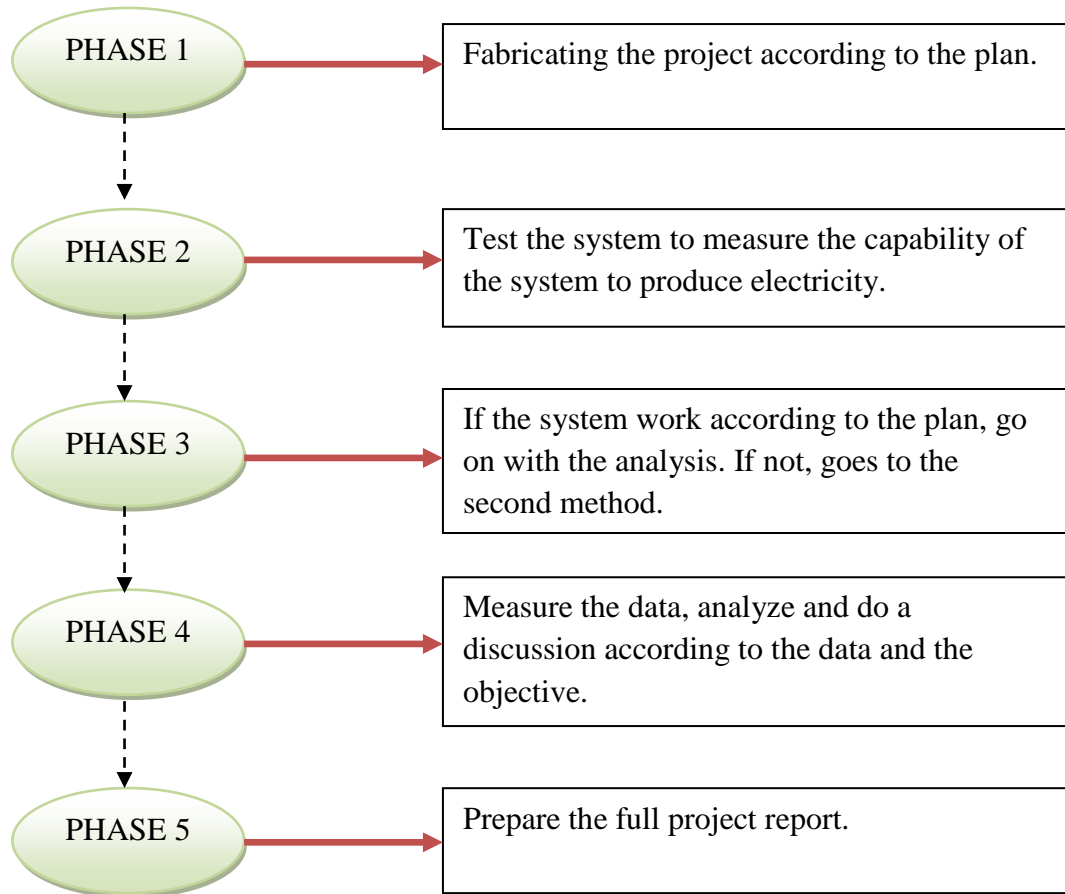 PHASE 1
Fabricating the project according to the plan.
PHASE 2
Test the system to measure the capability of
the system to produce electricity.
PHASE 3
If the system work according to the plan, go
on with the analysis. If not, goes to the
second method.
PHASE 4
Measure the data, analyze and do a
discussion according to the data and the
objective.
PHASE 5
Prepare the full project report.